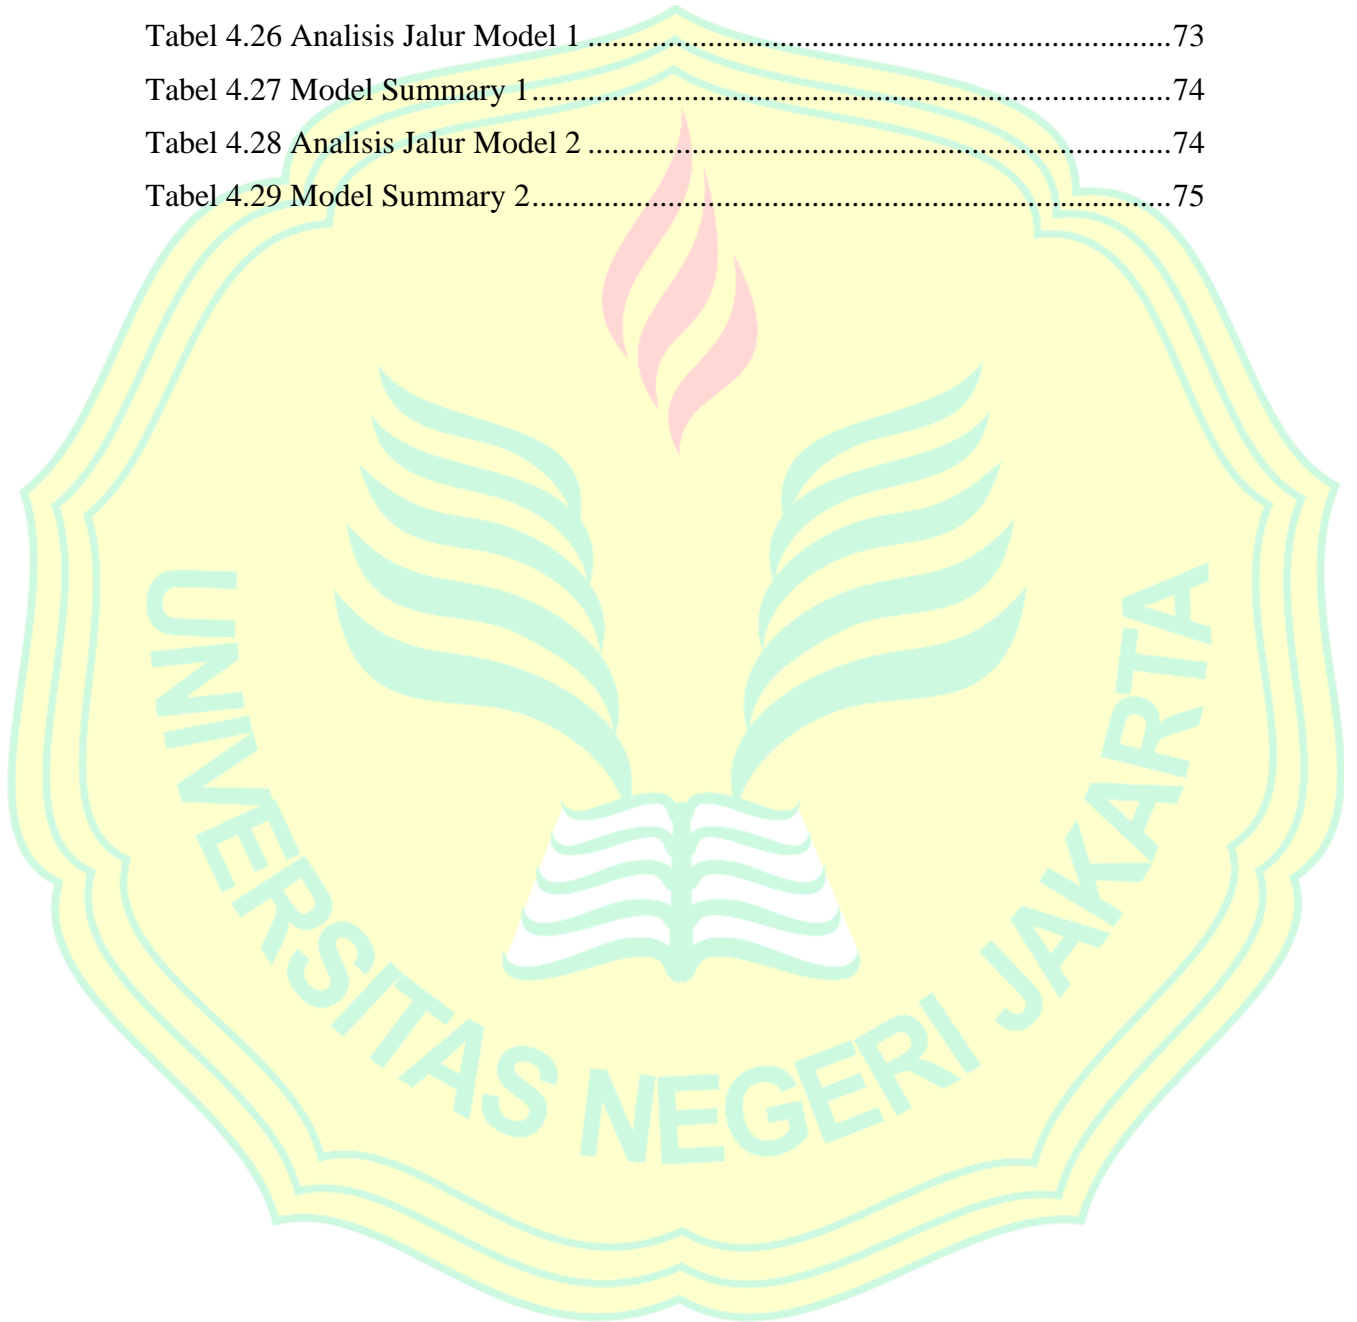 Tabel 4.26 Analisis Jalur Model 1 ........................................................................73
Tabel 4.27 Model Summary 1...............................................................................74
Tabel 4.28 Analisis Jalur Model 2 ........................................................................74
Tabel 4.29 Model Summary 2...............................................................................75
UNIVERSITAS NEGERI JAKARTA